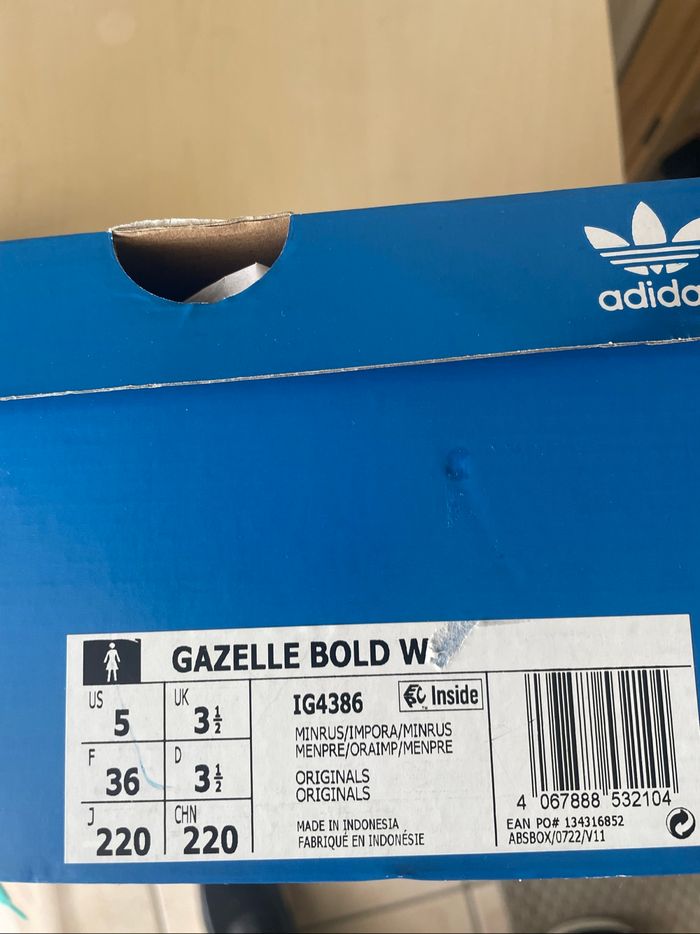 adidas
GAZELLE BOLD W
US 5
UK 3½
F 36
D 3½
J 220
CHN 220
IG4386
Inside
™
MINRUS/IMPORA/MINRUS
MENPRE/ORAIMP/MENPRE
ORIGINALS
ORIGINALS
MADE IN INDONESIA
FABRIQUÉ EN INDONÉSIE
4 067888 532104
EAN PO# 134316852
ABSBOX/0722/V11